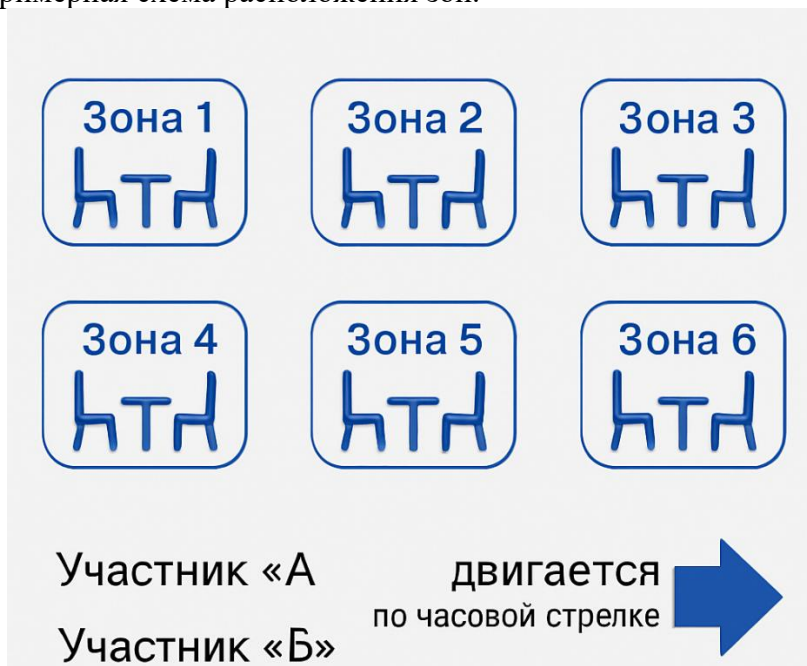 Зона 1 Зона 2 Зона 3
Зона 4 Зона 5 Зона 6
Участник «А двигается
по часовой стрелке
Участник «Б»